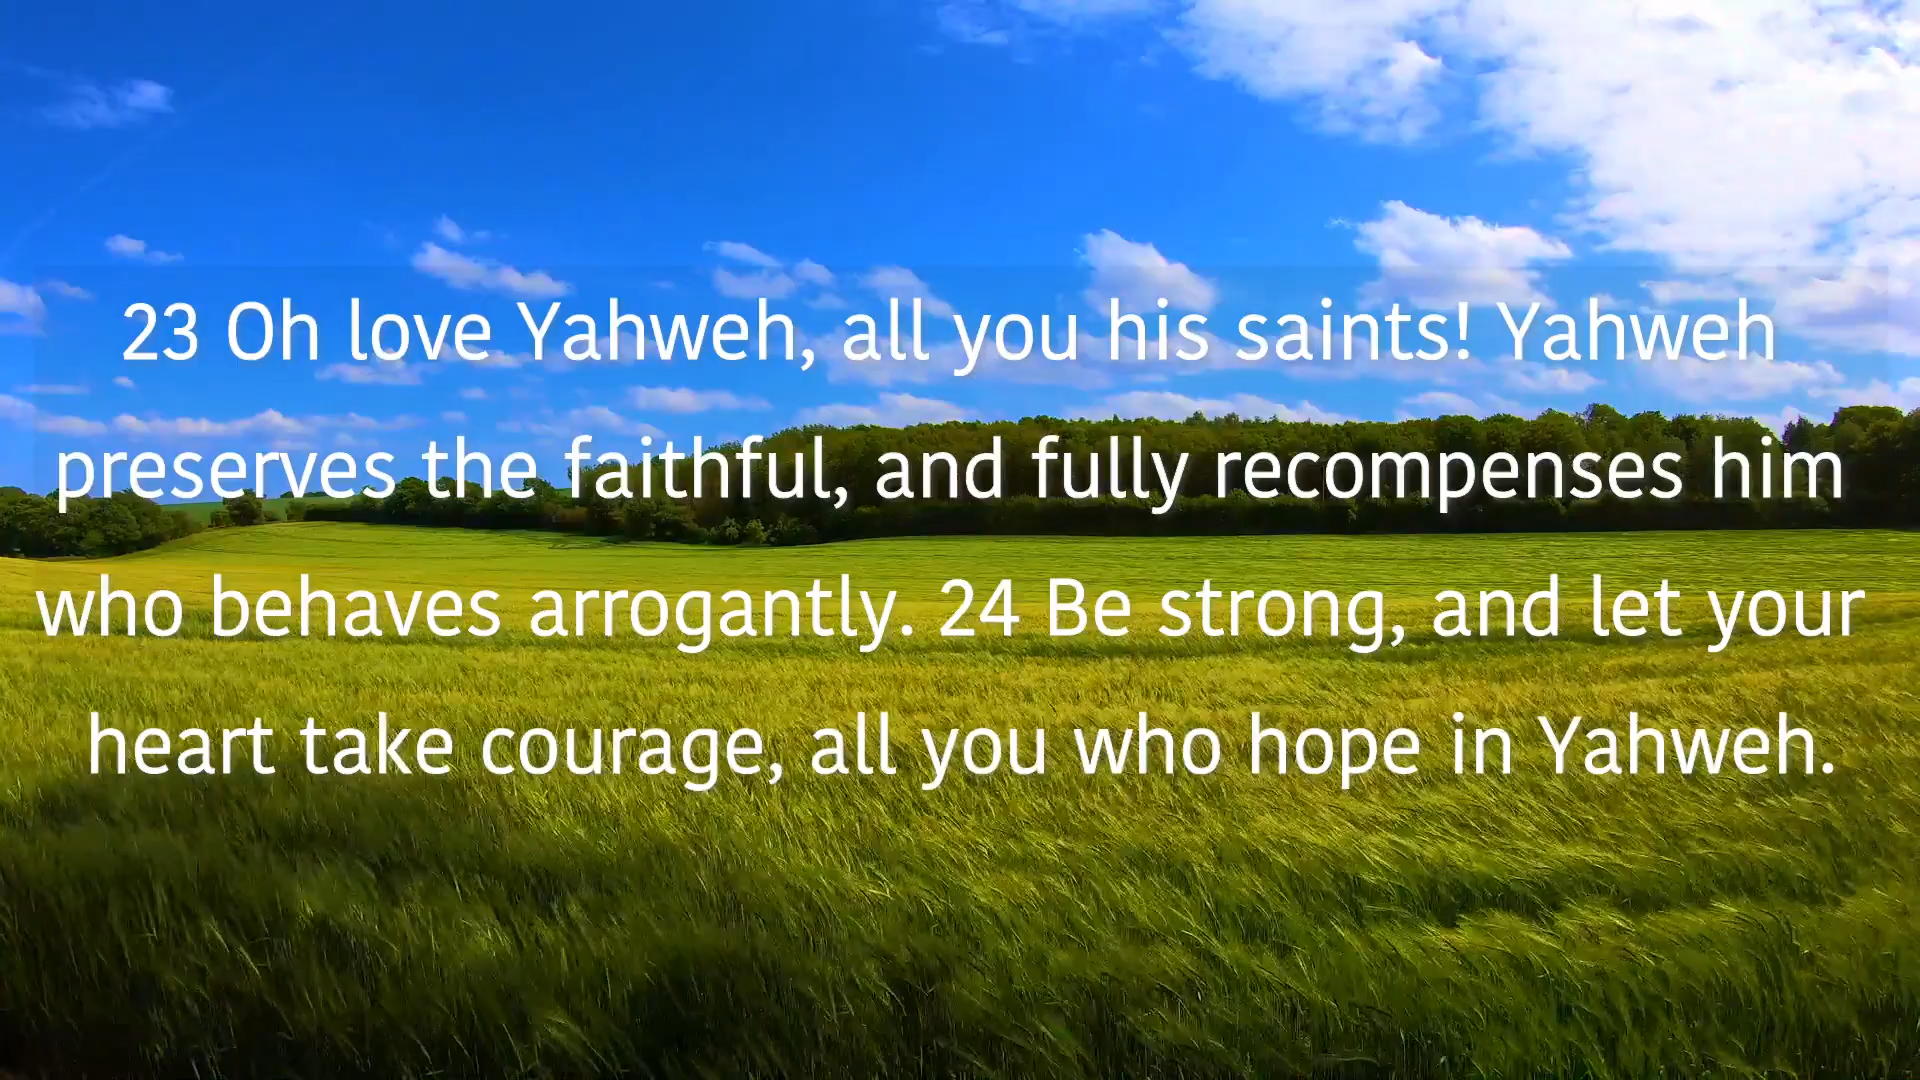 23 Oh love Yahweh, all you his saints! Yahweh
preserves the faithful, and fully recompenses him
who behaves arrogantly. 24 Be strong, and let your
heart take courage, all you who hope in Yahweh.